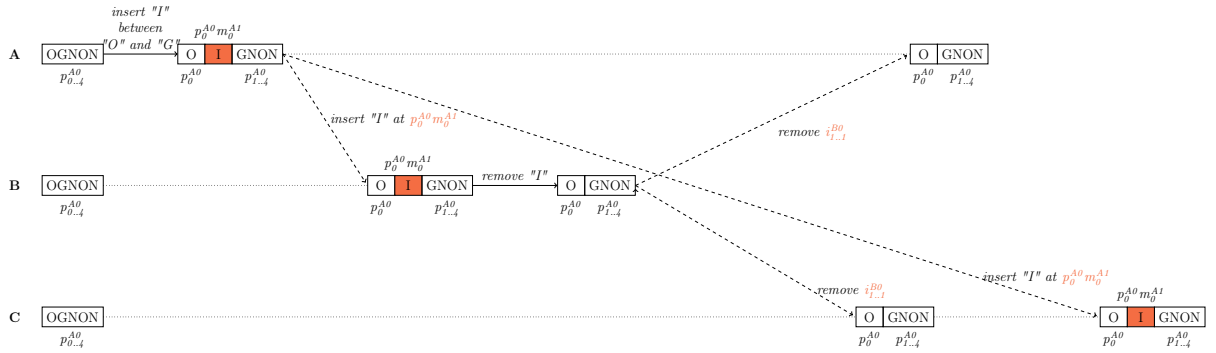 insert "I"
between
"O" and "G"
p_0^{A0} m_0^{A1}
A OGNON O I GNON O GNON
p_{0..4}^{A0} p_0^{A0} p_{1..4}^{A0} p_0^{A0} p_{1..4}^{A0}
insert "I" at p_0^{A0} m_0^{A1}
remove i_{1..1}^{B0}
p_0^{A0} m_0^{A1}
B OGNON O I GNON remove "I" O GNON
p_{0..4}^{A0} p_0^{A0} p_{1..4}^{A0} p_0^{A0} p_{1..4}^{A0}
insert "I" at p_0^{A0} m_0^{A1}
remove i_{1..1}^{B0}
p_0^{A0} m_0^{A1}
C OGNON O GNON O I GNON
p_{0..4}^{A0} p_0^{A0} p_{1..4}^{A0} p_0^{A0} p_{1..4}^{A0}